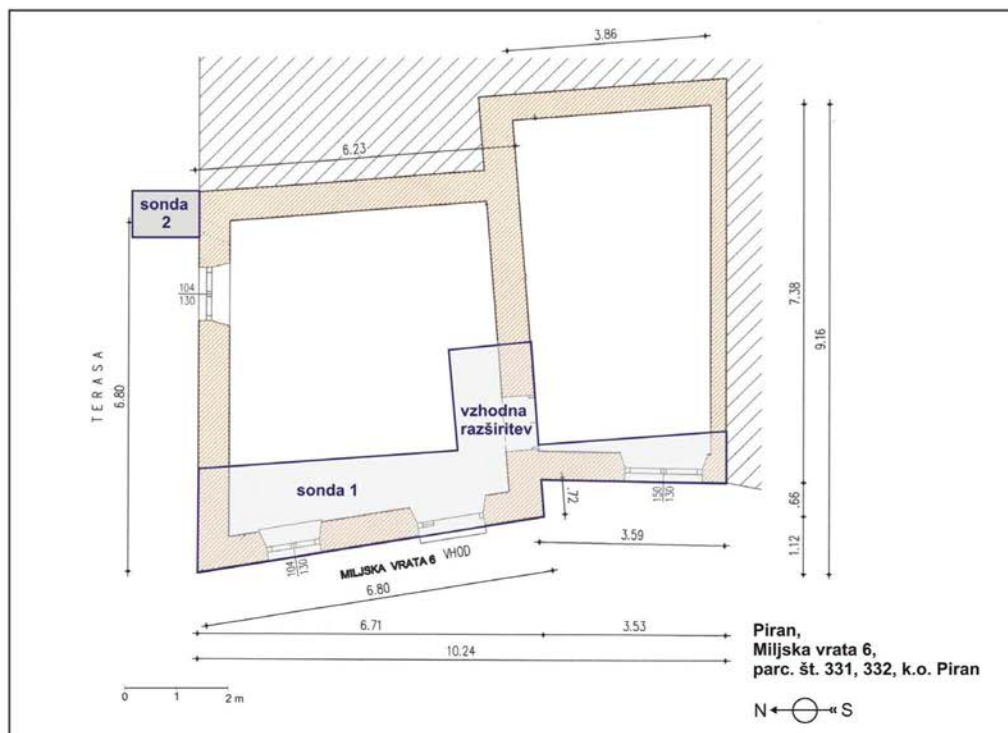 3.86
6.23
sonda
2
104
130
TERASA
6.80
7.38
9.16
vzhodna
razširitev
sonda 1
150
130
.72
.66
1.12
104
130
MILJSKA VRATA 6 VHOD
3.59
6.80
6.71
3.53
10.24
Piran,
Miljska vrata 6,
parc. št. 331, 332, k.o. Piran
0 1 2 m
N S